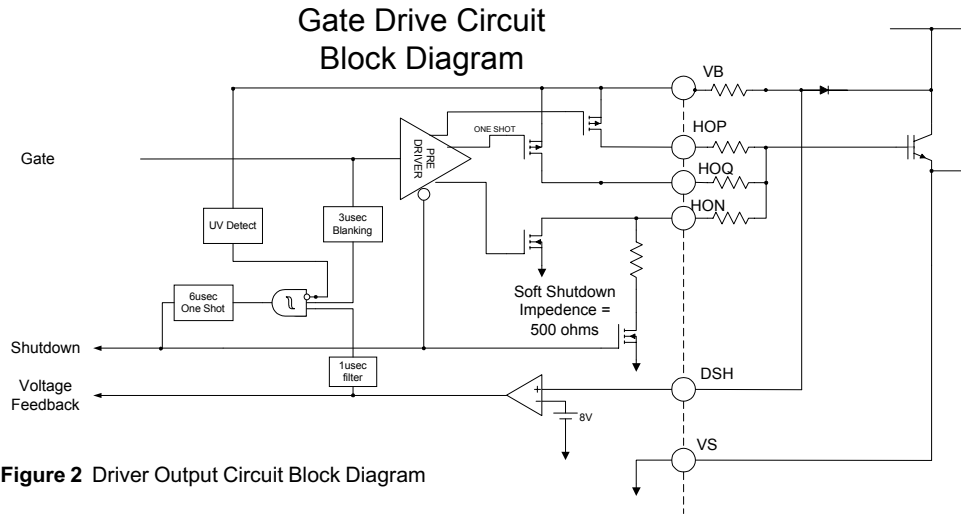 Gate Drive Circuit
Block Diagram
VB
HOP
ONE SHOT
Gate
PRE
DRIVER
HOQ
HON
UV Detect
3usec
Blanking
6usec
One Shot
Soft Shutdown
Impedence =
500 ohms
Shutdown
1usec
filter
DSH
Voltage
Feedback
+
8V
VS
Figure 2 Driver Output Circuit Block Diagram